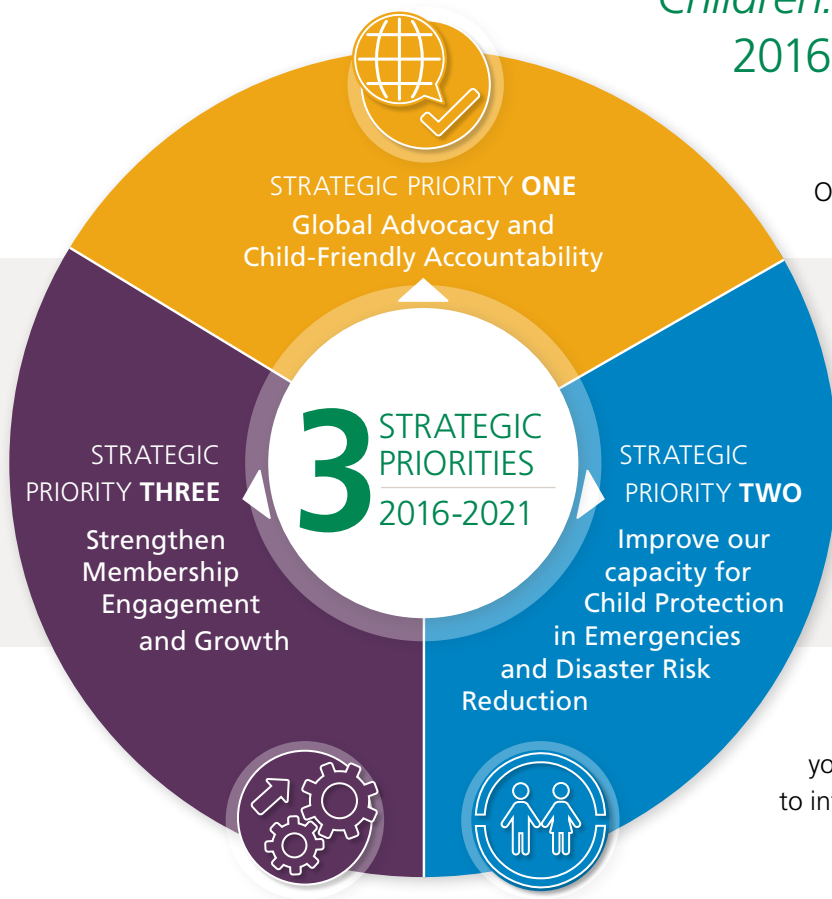 Children.
2016
STRATEGIC PRIORITY ONE
Global Advocacy and
Child-Friendly Accountability
3 STRATEGIC
PRIORITIES
2016-2021
STRATEGIC
PRIORITY TWO
Improve our
capacity for
Child Protection
in Emergencies
and Disaster Risk
Reduction
STRATEGIC
PRIORITY THREE
Strengthen
Membership
Engagement
and Growth
to